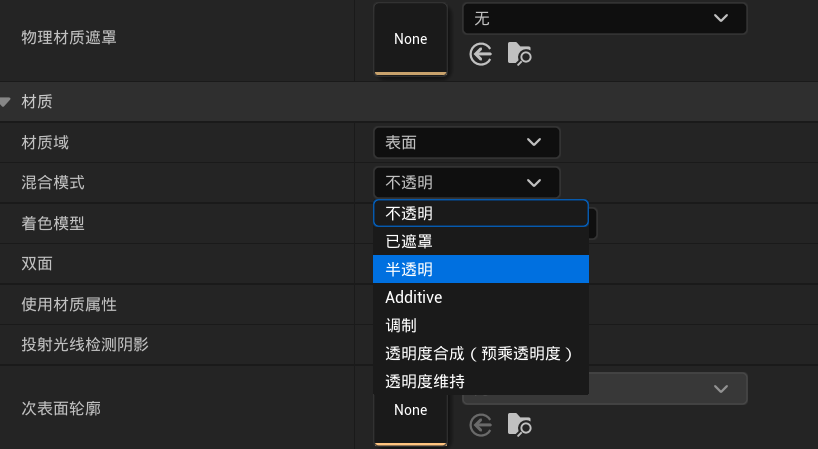 物理材质遮罩
None
无
材质
材质域
表面
混合模式
不透明
不透明
着色模型
已遮罩
双面
半透明
使用材质属性
Additive
调制
投射光线检测阴影
透明度合成（预乘透明度）
透明度维持
次表面轮廓
None